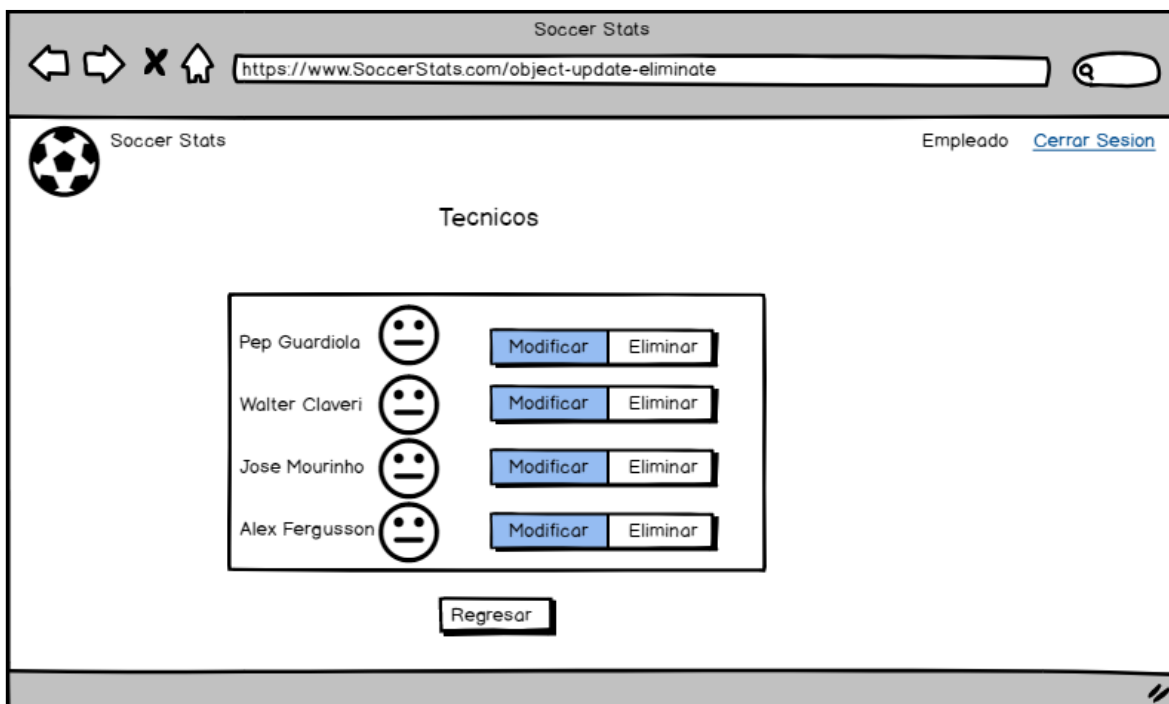 Soccer Stats
https://www.SoccerStats.com/object-update-eliminate
Soccer Stats
Empleado Cerrar Sesion
Tecnicos
Pep Guardiola Modificar Eliminar
Walter Claveri Modificar Eliminar
Jose Mourinho Modificar Eliminar
Alex Fergusson Modificar Eliminar
Regresar